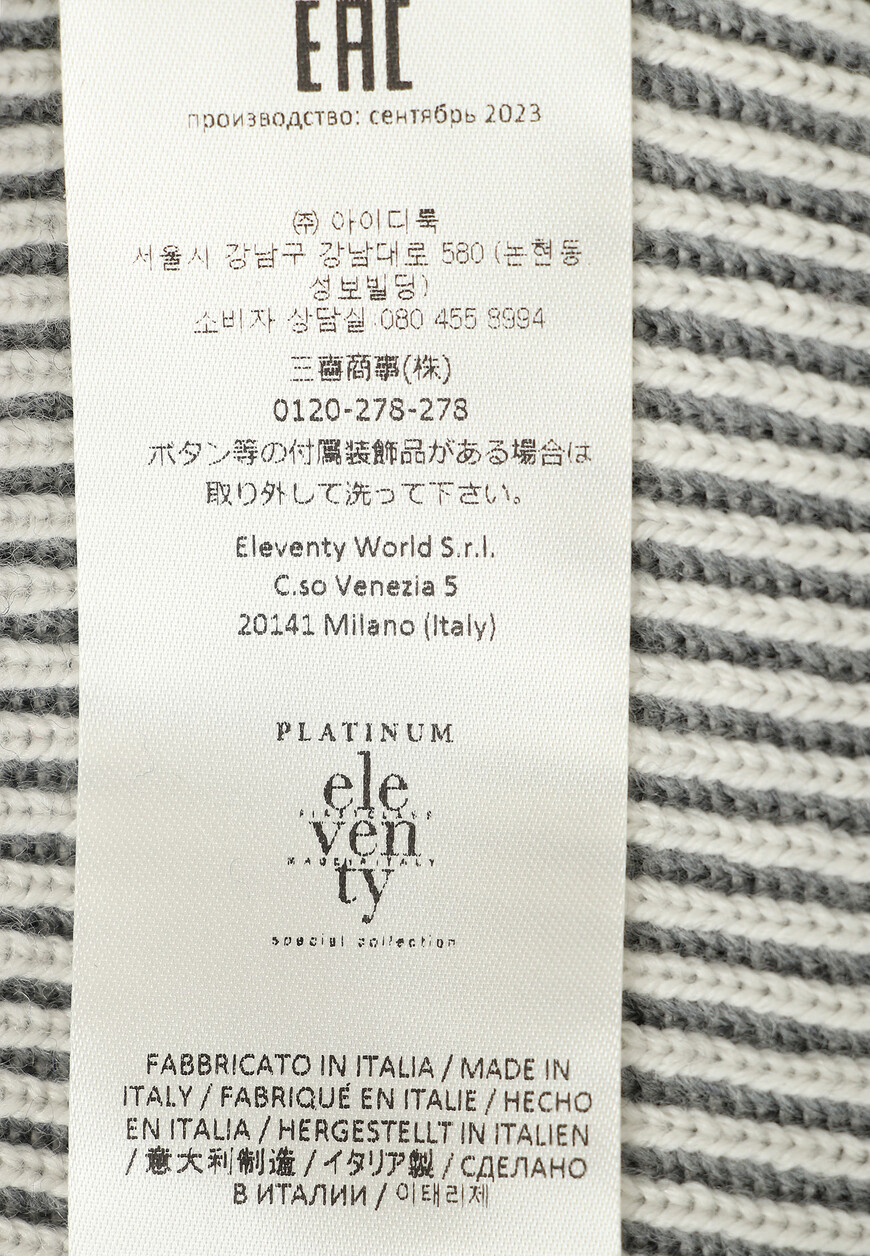 EAC
производство: сентябрь 2023
㈜ 아이디룩
서울시 강남구 강남대로 580 (논현동
성보빌딩)
소비자 상담실 :080 455 8994
三喜商事(株)
0120-278-278
ボタン等の付属装飾品がある場合は
取り外して洗って下さい。
Eleventy World S.r.l.
C.so Venezia 5
20141 Milano (Italy)
PLATINUM
ele
FIRST CLASS
ven
MADE IN ITALY
ty
special collection
FABBRICATO IN ITALIA / MADE IN
ITALY / FABRIQUÉ EN ITALIE / HECHO
EN ITALIA / HERGESTELLT IN ITALIEN
/ 意大利制造 / イタリア製 / СДЕЛАНО
В ИТАЛИИ / 이태리제